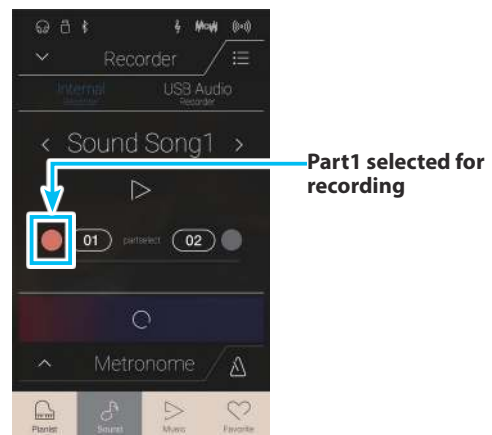 Recorder
Internal
Recorder
USB Audio
Recorder
< Sound Song1 >
Part1 selected for
recording
01 partselect 02
Metronome
Pianist Sound Music Favorite